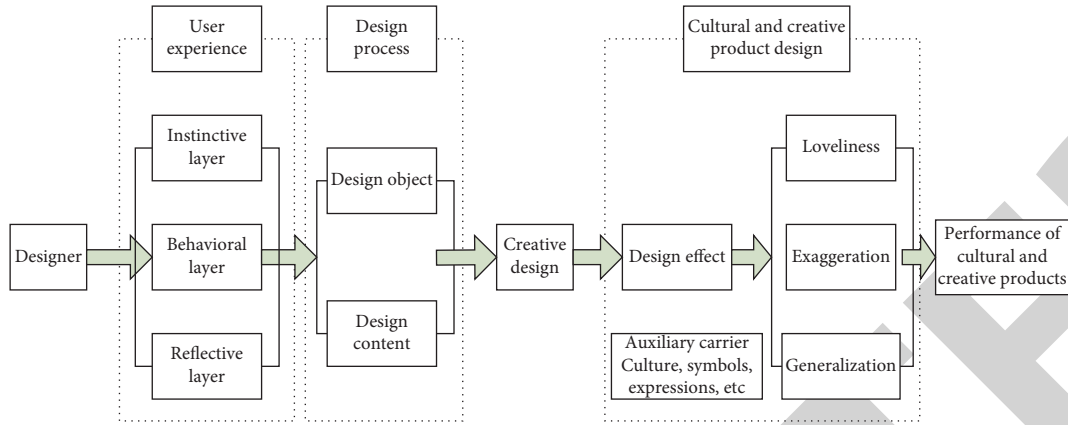 User
experience
Design
process
Cultural and creative
product design
Instinctive
layer
Behavioral
layer
Reflective
layer
Designer
Design object
Design
content
Creative
design
Design effect
Auxiliary carrier
Culture, symbols,
expressions, etc
Loveliness
Exaggeration
Generalization
Performance of
cultural and
creative products